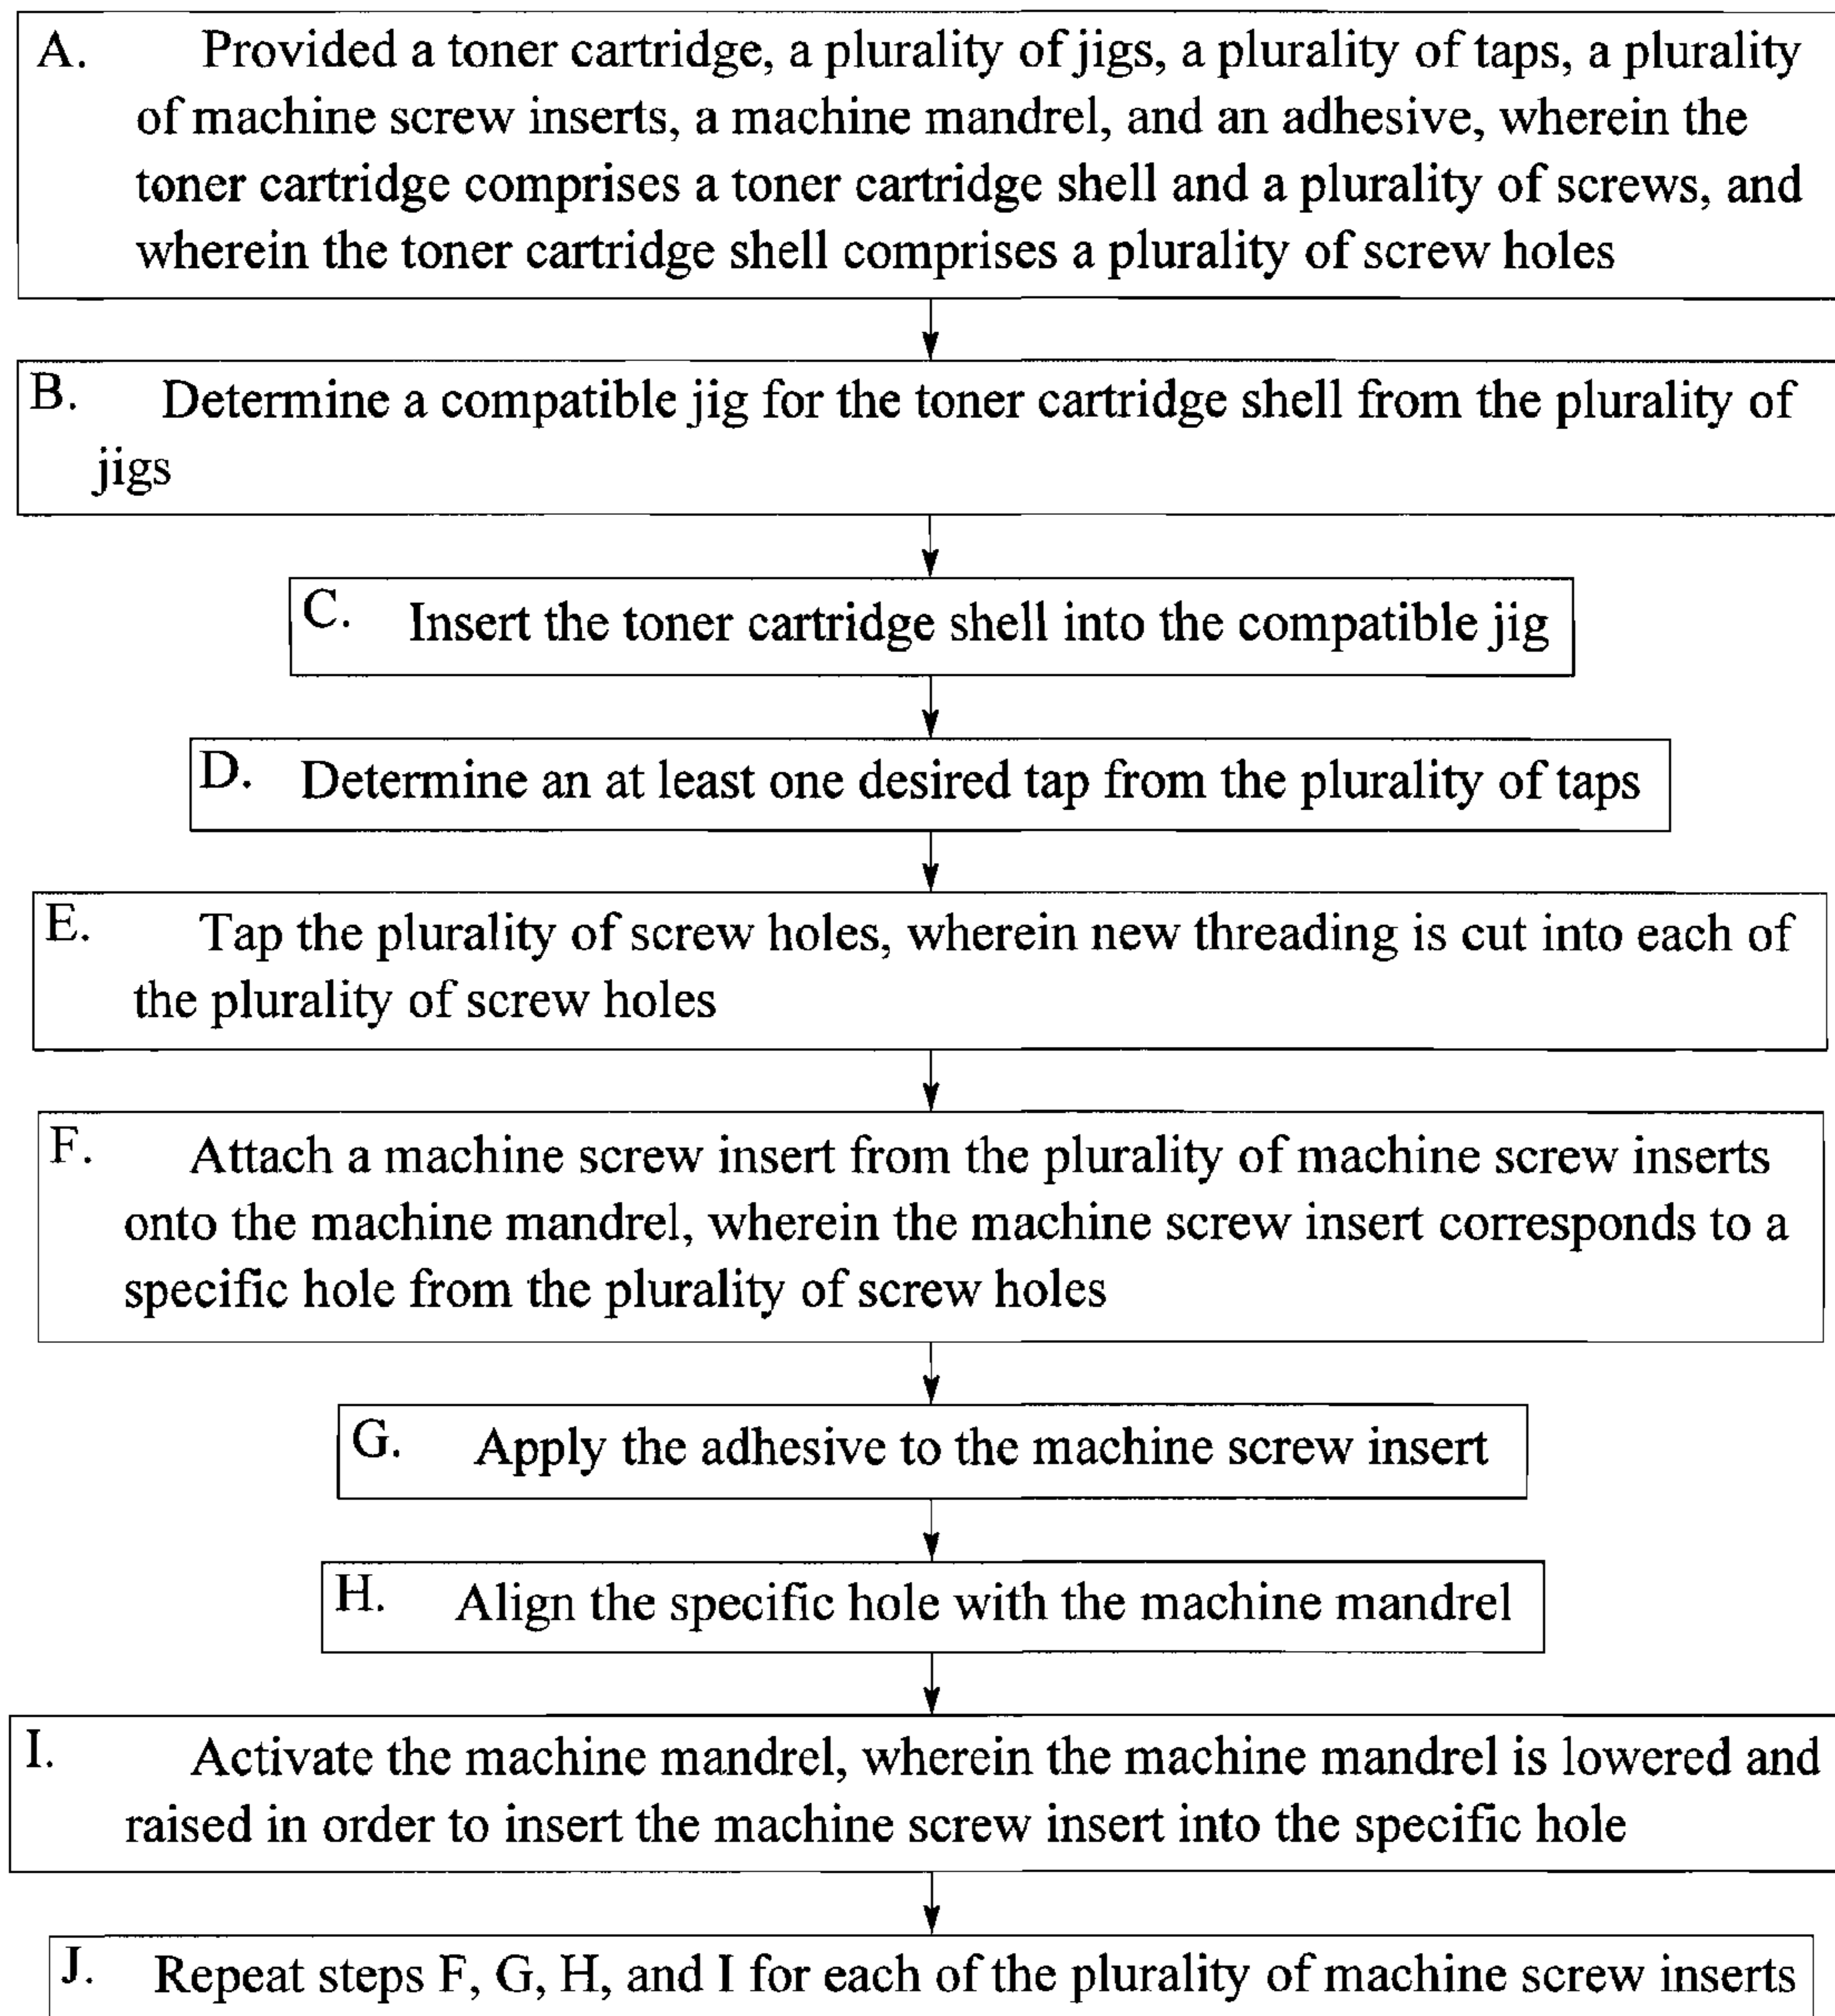 A. Provided a toner cartridge, a plurality of jigs, a plurality of taps, a plurality
of machine screw inserts, a machine mandrel, and an adhesive, wherein the
toner cartridge comprises a toner cartridge shell and a plurality of screws, and
wherein the toner cartridge shell comprises a plurality of screw holes
B. Determine a compatible jig for the toner cartridge shell from the plurality of
jigs
C. Insert the toner cartridge shell into the compatible jig
D. Determine an at least one desired tap from the plurality of taps
E. Tap the plurality of screw holes, wherein new threading is cut into each of
the plurality of screw holes
F. Attach a machine screw insert from the plurality of machine screw inserts
onto the machine mandrel, wherein the machine screw insert corresponds to a
specific hole from the plurality of screw holes
G. Apply the adhesive to the machine screw insert
H. Align the specific hole with the machine mandrel
I. Activate the machine mandrel, wherein the machine mandrel is lowered and
raised in order to insert the machine screw insert into the specific hole
J. Repeat steps F, G, H, and I for each of the plurality of machine screw inserts